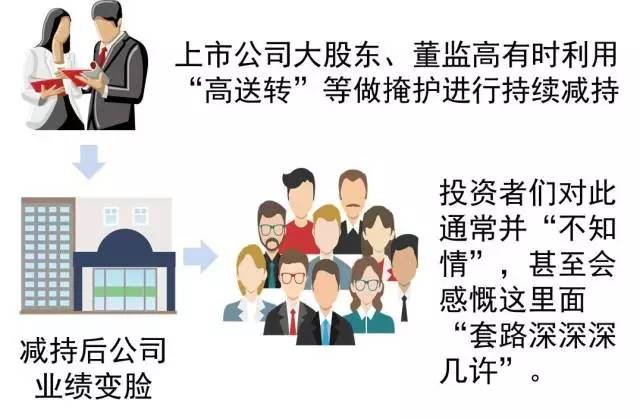 上市公司大股东、董监高有时利用
“高送转”等做掩护进行持续减持
投资者们对此
通常并“不知
情”，甚至会
感慨这里面
“套路深深深
几许”。
减持后公司
业绩变脸